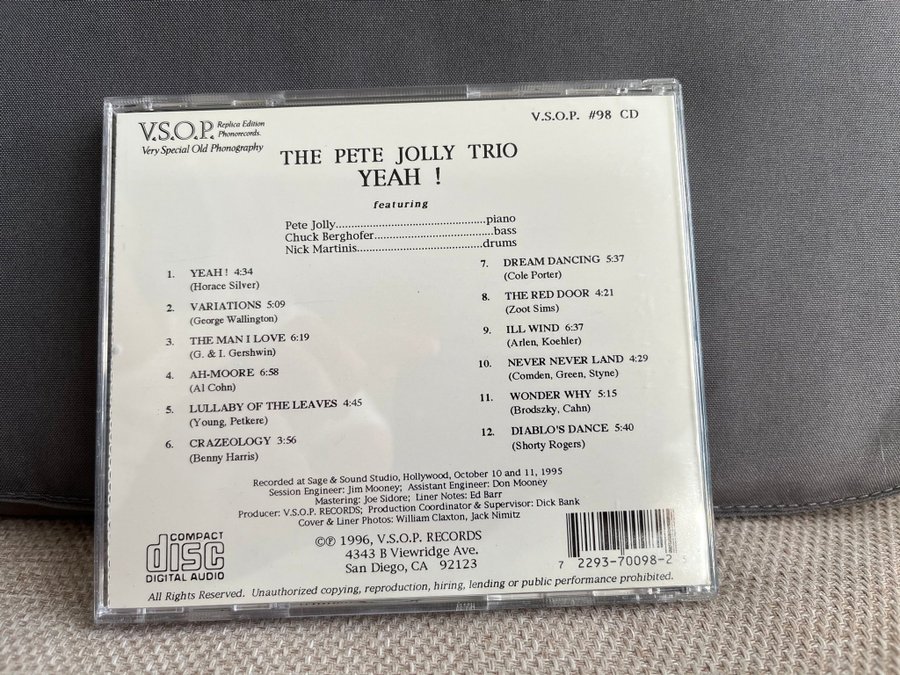 V.S.O.P. Replica Edition
Phonorecords.
Very Special Old Phonography
V.S.O.P. #98 CD
THE PETE JOLLY TRIO
YEAH !
featuring
Pete Jolly................................................piano
Chuck Berghofer......................................bass
Nick Martinis........................................drums
1. YEAH! 4:34
(Horace Silver)
2. VARIATIONS 5:09
(George Wallington)
3. THE MAN I LOVE 6:19
(G. & I. Gershwin)
4. AH-MOORE 6:58
(Al Cohn)
5. LULLABY OF THE LEAVES 4:45
(Young, Petkere)
6. CRAZEOLOGY 3:56
(Benny Harris)
7. DREAM DANCING 5:37
(Cole Porter)
8. THE RED DOOR 4:21
(Zoot Sims)
9. ILL WIND 6:37
(Arlen, Koehler)
10. NEVER NEVER LAND 4:29
(Comden, Green, Styne)
11. WONDER WHY 5:15
(Brodszky, Cahn)
12. DIABLO'S DANCE 5:40
(Shorty Rogers)
Recorded at Sage & Sound Studio, Hollywood, October 10 and 11, 1995
Session Engineer: Jim Mooney; Assistant Engineer: Don Mooney
Mastering: Joe Sidore; Liner Notes: Ed Barr
Producer: V.S.O.P. RECORDS; Production Coordinator & Supervisor: Dick Bank
Cover & Liner Photos: William Claxton, Jack Nimitz
©℗ 1996, V.S.O.P. RECORDS
4343 B Viewridge Ave.
San Diego, CA 92123
COMPACT
disc
DIGITAL AUDIO
7 2293-70098-2
All Rights Reserved. Unauthorized copying, reproduction, hiring, lending or public performance prohibited.